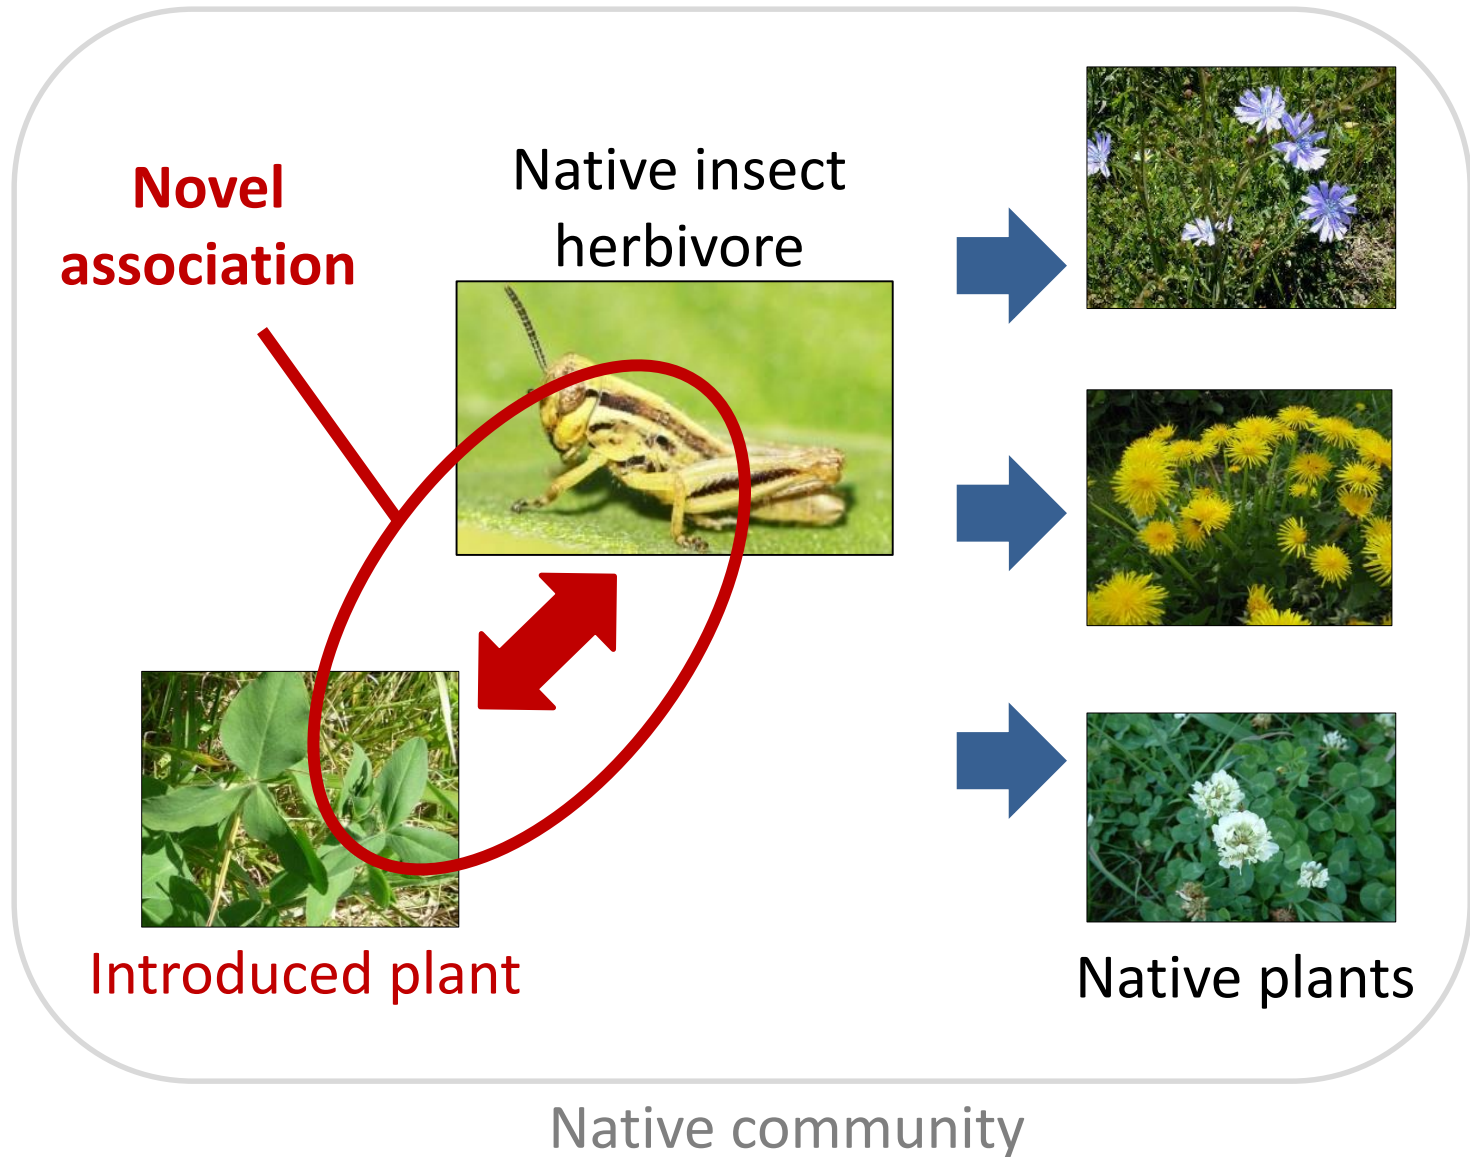 Novel
association
Native insect
herbivore
Introduced plant
Native plants
Native community